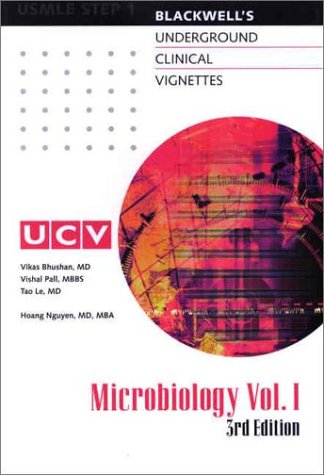 USMLE STEP 1
BLACKWELL'S
UNDERGROUND
CLINICAL
VIGNETTES
UCV
Vikas Bhushan, MD
Vishal Pall, MBBS
Tao Le, MD
Hoang Nguyen, MD, MBA
Microbiology Vol. I
3rd Edition